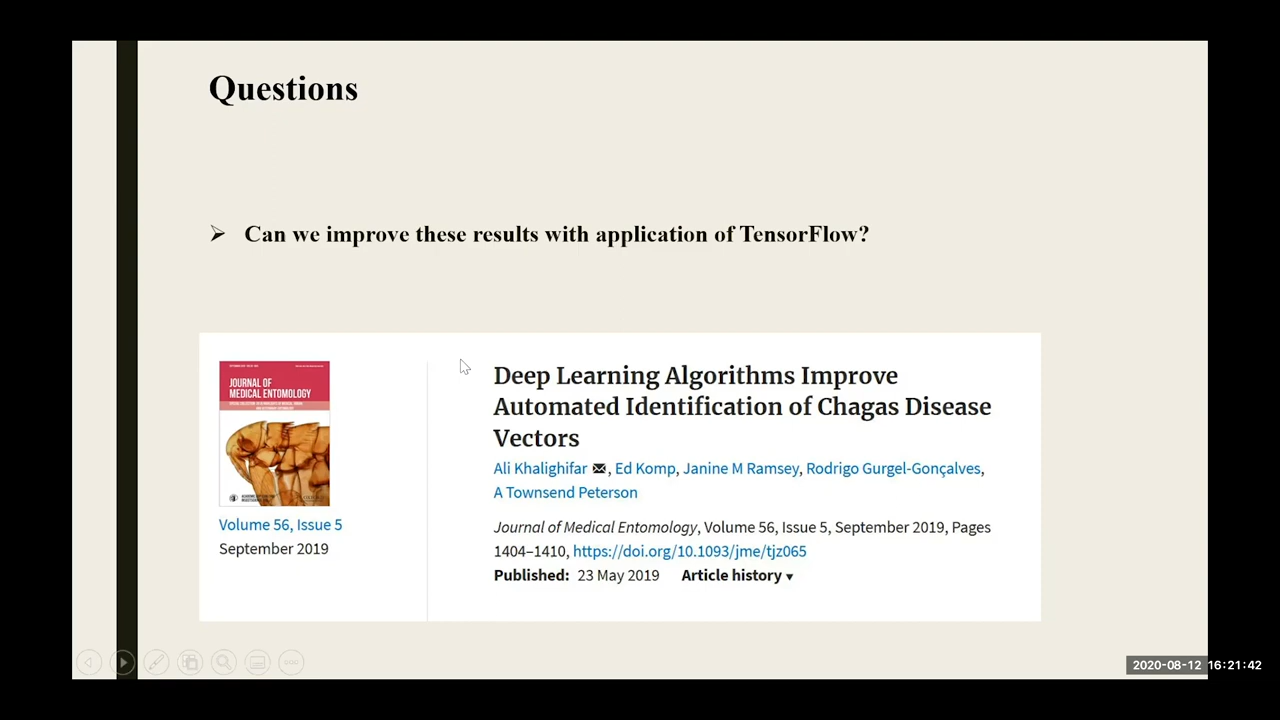 Questions
➢ Can we improve these results with application of TensorFlow?
JOURNAL OF
MEDICAL ENTOMOLOGY
Volume 56, Issue 5
September 2019
Deep Learning Algorithms Improve
Automated Identification of Chagas Disease
Vectors
Ali Khalighifar ✉, Ed Komp, Janine M Ramsey, Rodrigo Gurgel-Gonçalves,
A Townsend Peterson
Journal of Medical Entomology, Volume 56, Issue 5, September 2019, Pages
1404–1410, https://doi.org/10.1093/jme/tjz065
Published: 23 May 2019 Article history ▾
2020-08-12 16:21:42